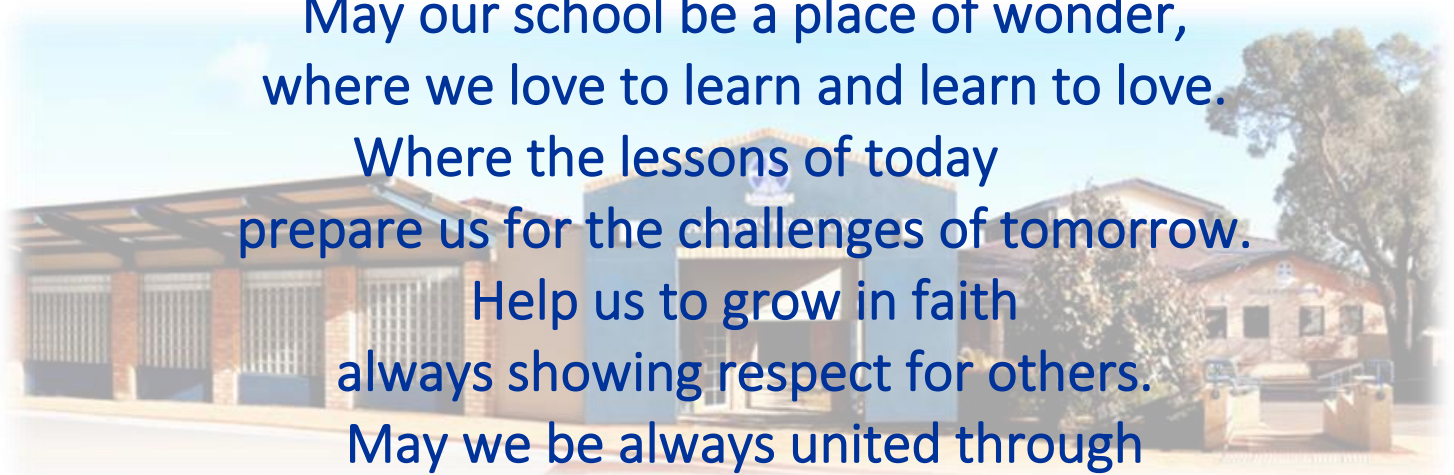 May our school be a place of wonder,
where we love to learn and learn to love.
Where the lessons of today
prepare us for the challenges of tomorrow.
Help us to grow in faith
always showing respect for others.
May we be always united through